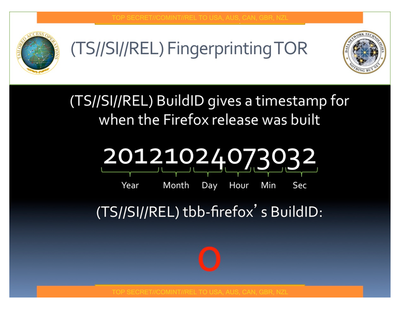 TOP SECRET//COMINT//REL TO USA, AUS, CAN, GBR, NZL
(TS//SI//REL) Fingerprinting TOR
(TS//SI//REL) BuildID gives a timestamp for
when the Firefox release was built
20121024073032
Year Month Day Hour Min Sec
(TS//SI//REL) tbb-firefox's BuildID:
0
TOP SECRET//COMINT//REL TO USA, AUS, CAN, GBR, NZL